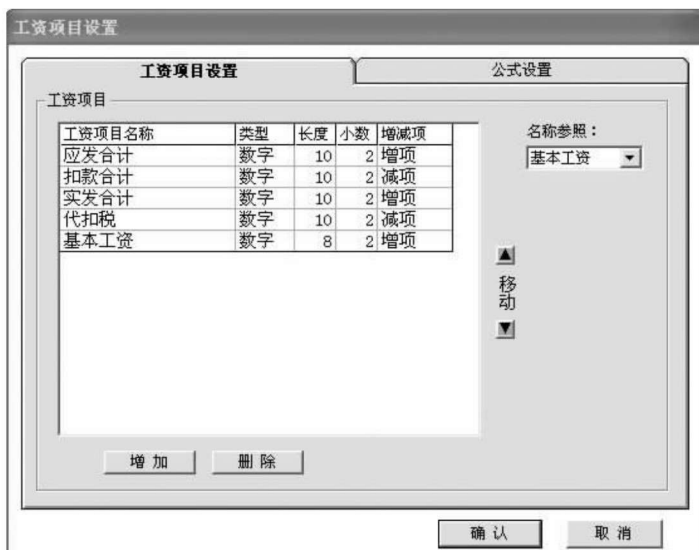 工资项目设置
工资项目设置 公式设置
工资项目
工资项目名称 类型 长度 小数 增减项
应发合计 数字 10 2 增项
扣款合计 数字 10 2 减项
实发合计 数字 10 2 增项
代扣税 数字 10 2 减项
基本工资 数字 8 2 增项
名称参照：
基本工资
移动
增加 删除
确认 取消